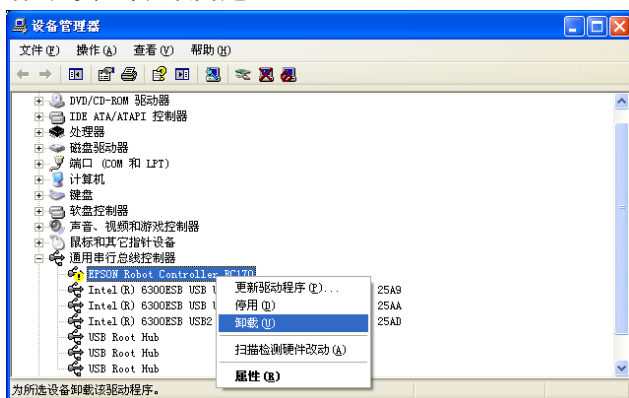 设备管理器
文件(F) 操作(A) 查看(V) 帮助(H)
DVD/CD-ROM 驱动器
IDE ATA/ATAPI 控制器
处理器
磁盘驱动器
端口 (COM 和 LPT)
计算机
键盘
软盘控制器
声音、视频和游戏控制器
鼠标和其它指针设备
通用串行总线控制器
EPSON Robot Controller RC170
Intel(R) 6300ESB USB 25A9
Intel(R) 6300ESB USB 25AA
Intel(R) 6300ESB USB2 25AD
USB Root Hub
USB Root Hub
USB Root Hub
更新驱动程序(P)...
停用(D)
卸载(U)
扫描检测硬件改动(A)
属性(R)
为所选设备卸载该驱动程序。